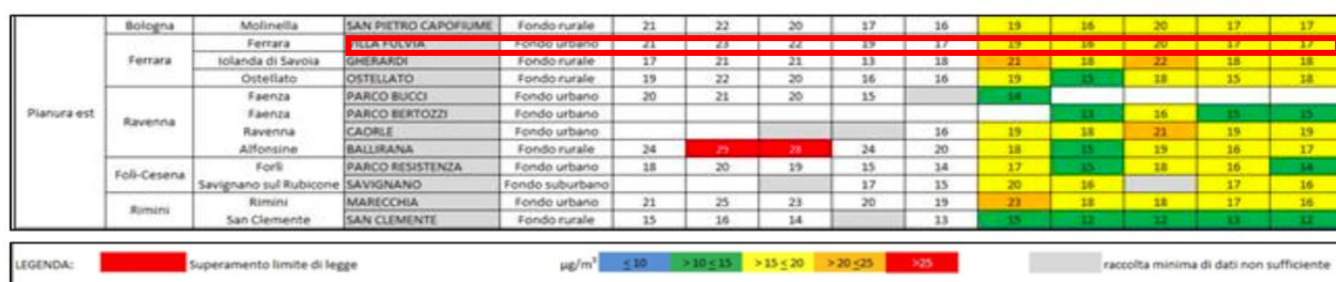 Bologna Molinella SAN PIETRO CAPOFIUME Fondo rurale 21 22 20 17 16 19 16 20 17 17
Ferrara VILLA FULVIA Fondo urbano 21 23 22 19 17 19 16 20 17 17
Ferrara Iolanda di Savoia GHERARDI Fondo rurale 17 21 21 13 18 21 18 22 18 18
Ostellato OSTELLATO Fondo rurale 19 22 20 16 16 19 15 18 15 18
Faenza PARCO BUCCI Fondo urbano 20 21 20 15 14
Pianura est Ravenna Faenza PARCO BERTOZZI Fondo urbano 13 16 15 15
Ravenna CAORLE Fondo urbano 16 19 18 21 19 19
Alfonsine BALLIRANA Fondo rurale 24 29 28 24 20 18 15 19 16 17
Folì-Cesena Forlì PARCO RESISTENZA Fondo urbano 18 20 19 15 14 17 15 18 16 14
Savignano sul Rubicone SAVIGNANO Fondo suburbano 17 15 20 16 17 16
Rimini Rimini MARECCHIA Fondo urbano 21 25 23 20 19 23 18 18 17 16
San Clemente SAN CLEMENTE Fondo rurale 15 16 14 13 15 12 12 13 12
LEGENDA: Superamento limite di legge µg/m³ ≤ 10 > 10 ≤ 15 > 15 ≤ 20 > 20 ≤25 >25 raccolta minima di dati non sufficiente